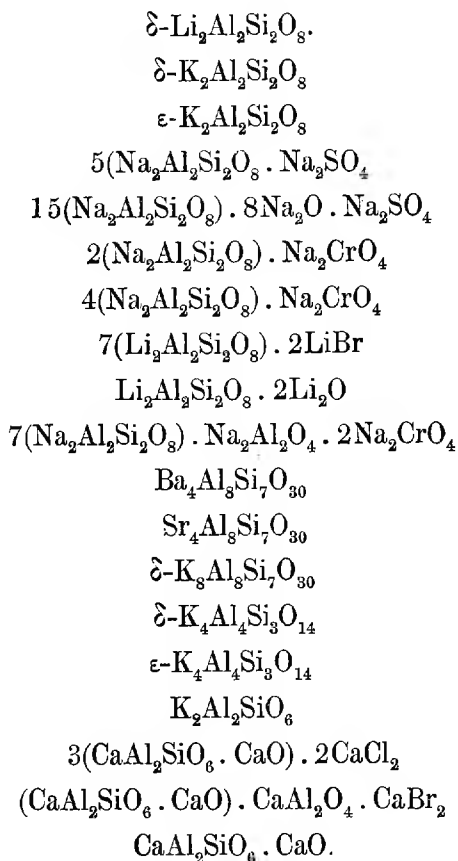 δ-Li₂Al₂Si₂O₈.
δ-K₂Al₂Si₂O₈
ε-K₂Al₂Si₂O₈
5(Na₂Al₂Si₂O₈ . Na₂SO₄
15(Na₂Al₂Si₂O₈) . 8Na₂O . Na₂SO₄
2(Na₂Al₂Si₂O₈) . Na₂CrO₄
4(Na₂Al₂Si₂O₈) . Na₂CrO₄
7(Li₂Al₂Si₂O₈) . 2LiBr
Li₂Al₂Si₂O₈ . 2Li₂O
7(Na₂Al₂Si₂O₈) . Na₂Al₂O₄ . 2Na₂CrO₄
Ba₄Al₈Si₇O₃₀
Sr₄Al₈Si₇O₃₀
δ-K₈Al₈Si₇O₃₀
δ-K₄Al₄Si₃O₁₄
ε-K₄Al₄Si₃O₁₄
K₂Al₂SiO₆
3(CaAl₂SiO₆ . CaO) . 2CaCl₂
(CaAl₂SiO₆ . CaO) . CaAl₂O₄ . CaBr₂
CaAl₂SiO₆ . CaO.